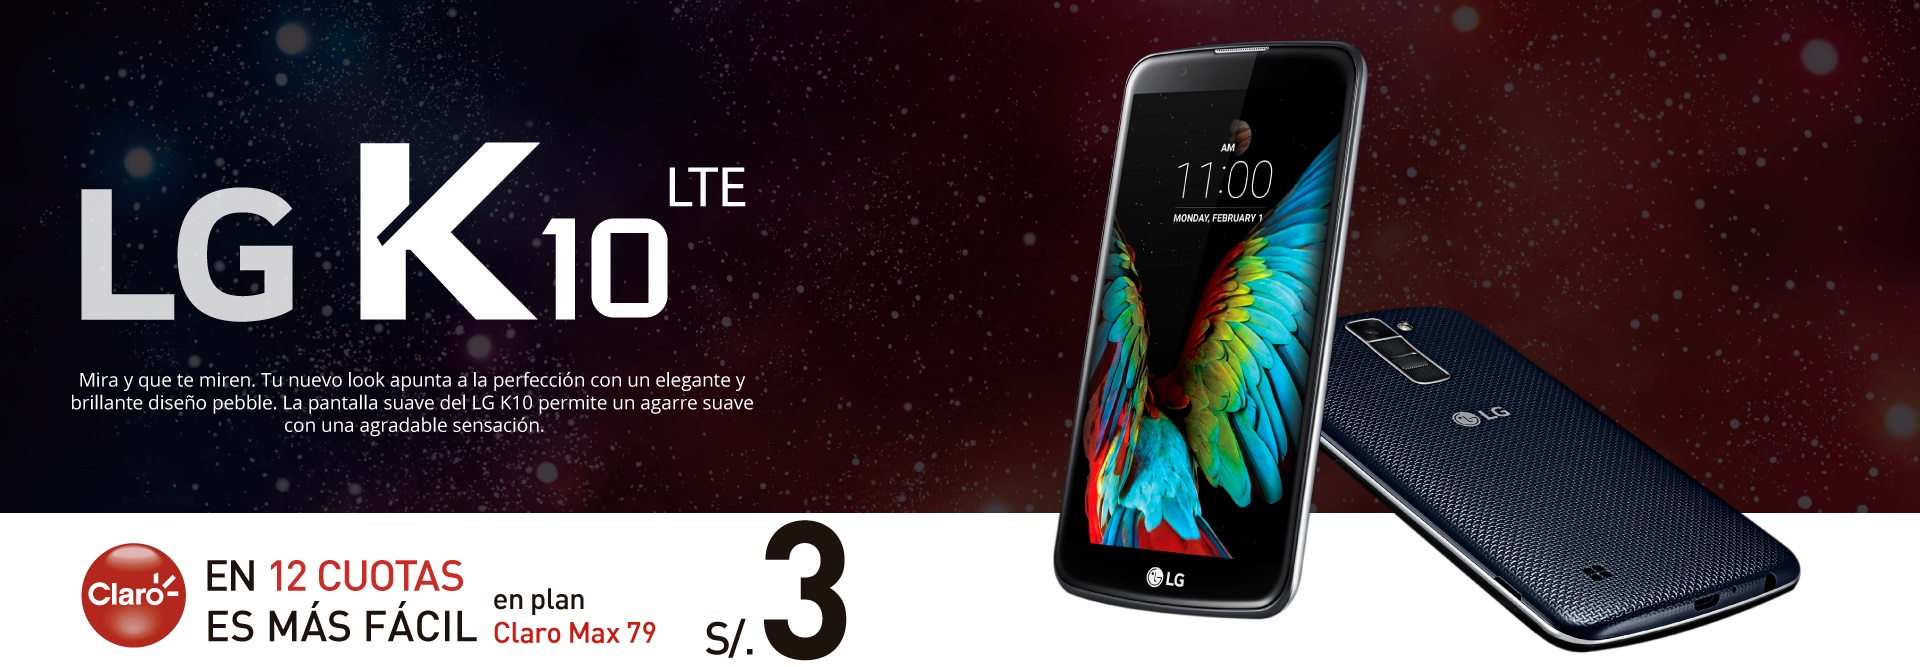 LG K10 LTE
Mira y que te miren. Tu nuevo look apunta a la perfección con un elegante y
brillante diseño pebble. La pantalla suave del LG K10 permite un agarre suave
con una agradable sensación.
AM
11:00
MONDAY, FEBRUARY 1
LG
LG
Claro
EN 12 CUOTAS
ES MÁS FÁCIL
en plan
Claro Max 79
S/. 3